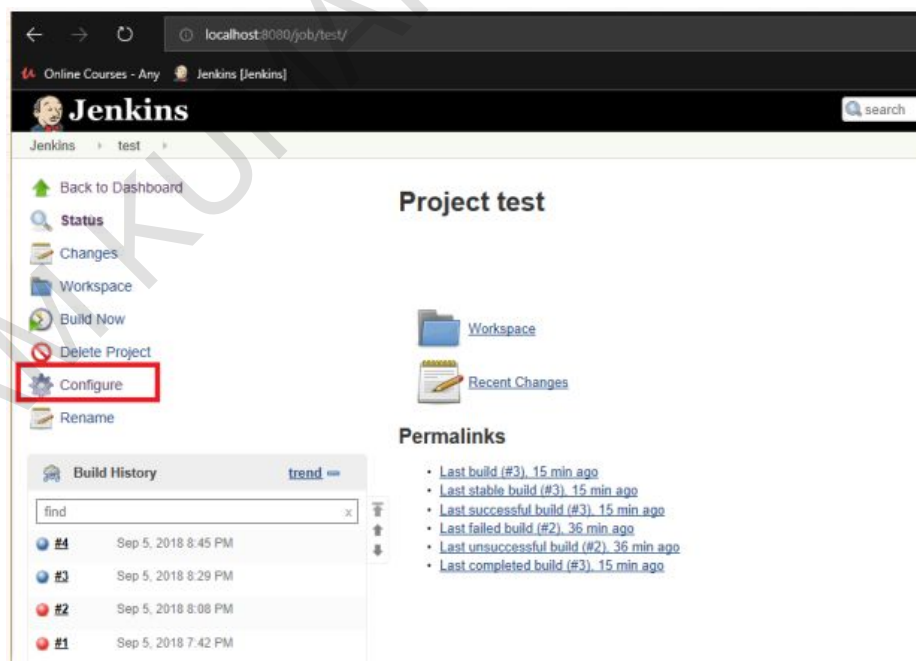 localhost:8080/job/test/
Online Courses - Any Jenkins [Jenkins]
Jenkins
search
Jenkins test
Back to Dashboard
Status
Changes
Workspace
Build Now
Delete Project
Configure
Rename
Project test
Workspace
Recent Changes
Permalinks
Last build (#3), 15 min ago
Last stable build (#3), 15 min ago
Last successful build (#3), 15 min ago
Last failed build (#2), 36 min ago
Last unsuccessful build (#2), 36 min ago
Last completed build (#3), 15 min ago
Build History trend
find x
#4 Sep 5, 2018 8:45 PM
#3 Sep 5, 2018 8:29 PM
#2 Sep 5, 2018 8:08 PM
#1 Sep 5, 2018 7:42 PM